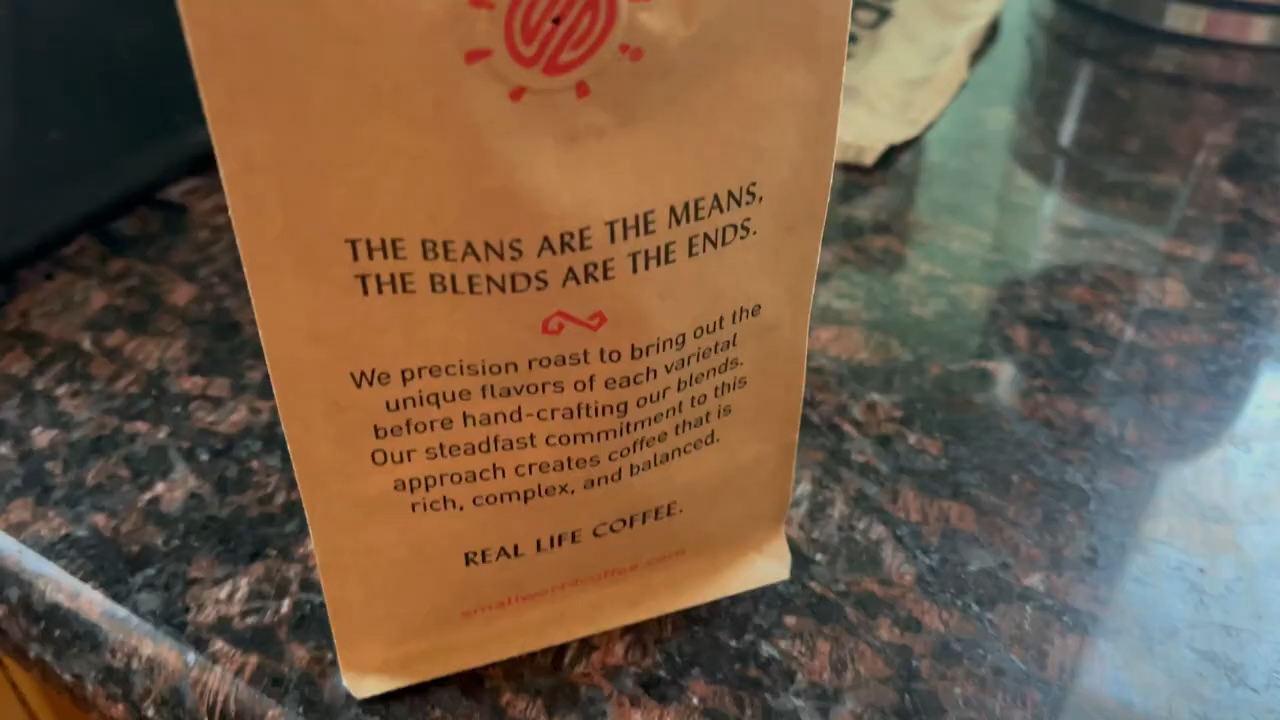 THE BEANS ARE THE MEANS,
THE BLENDS ARE THE ENDS.
We precision roast to bring out the
unique flavors of each varietal
before hand-crafting our blends.
Our steadfast commitment to this
approach creates coffee that is
rich, complex, and balanced.
REAL LIFE COFFEE.
smallworldcoffee.com